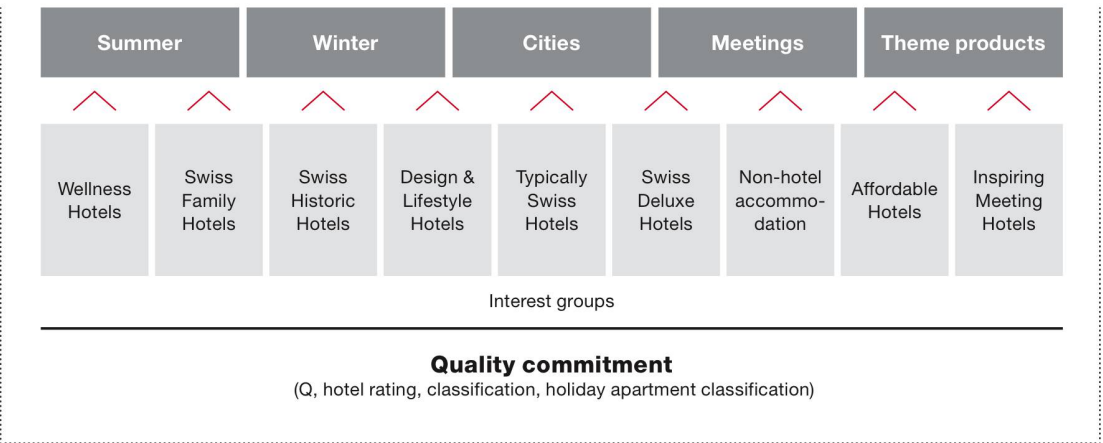 Summer
Winter
Cities
Meetings
Theme products
Wellness
Hotels
Swiss
Family
Hotels
Swiss
Historic
Hotels
Design &
Lifestyle
Hotels
Typically
Swiss
Hotels
Swiss
Deluxe
Hotels
Non-hotel
accommo-
dation
Affordable
Hotels
Inspiring
Meeting
Hotels
Interest groups
Quality commitment
(Q, hotel rating, classification, holiday apartment classification)